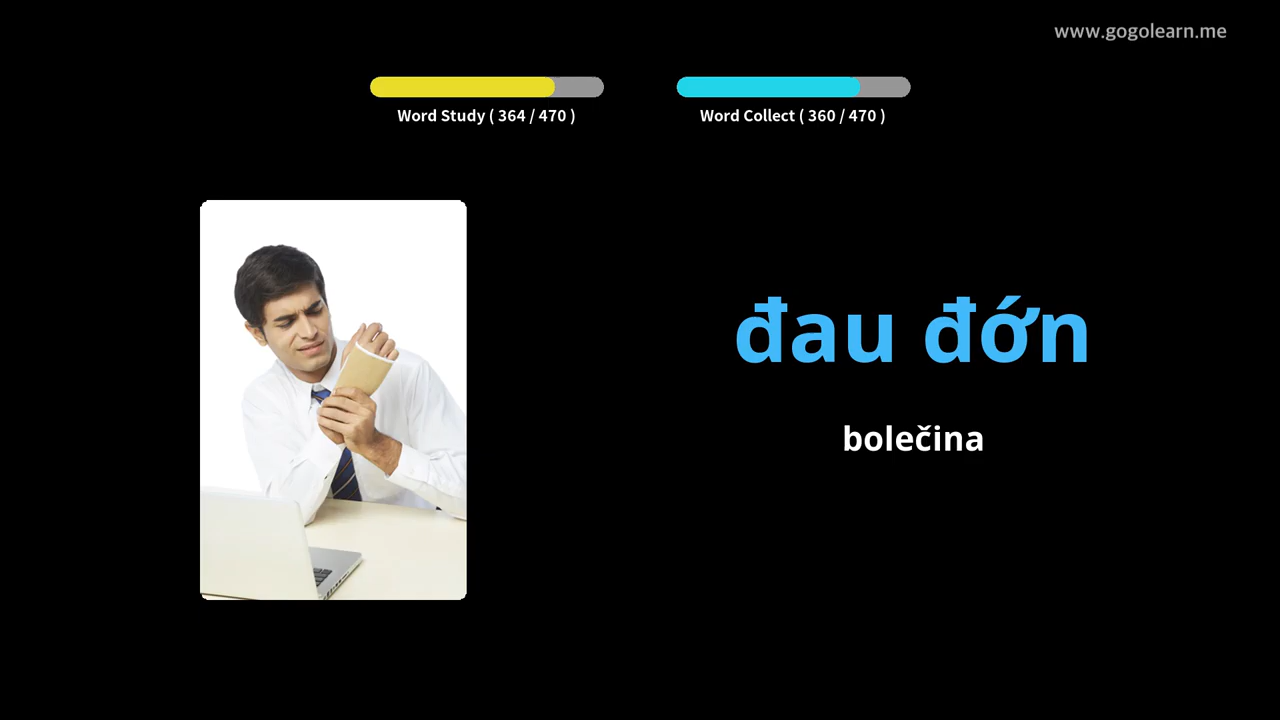 www.gogolearn.me
Word Study ( 364 / 470 )
Word Collect ( 360 / 470 )
đau đớn
bolečina